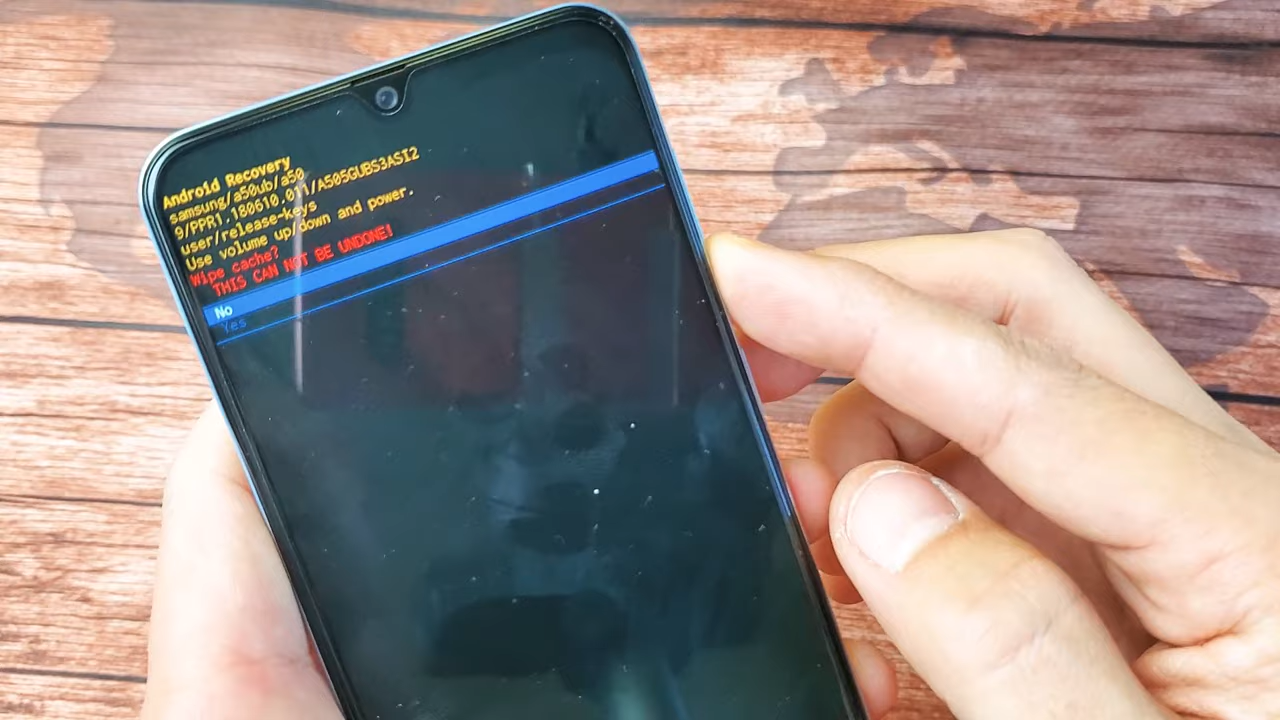 Android Recovery
samsung/a50ub/a50
9/PPR1.180610.011/A505GUBS3ASI2
user/release-keys
Use volume up/down and power.
Wipe cache?
THIS CAN NOT BE UNDONE!
No
Yes